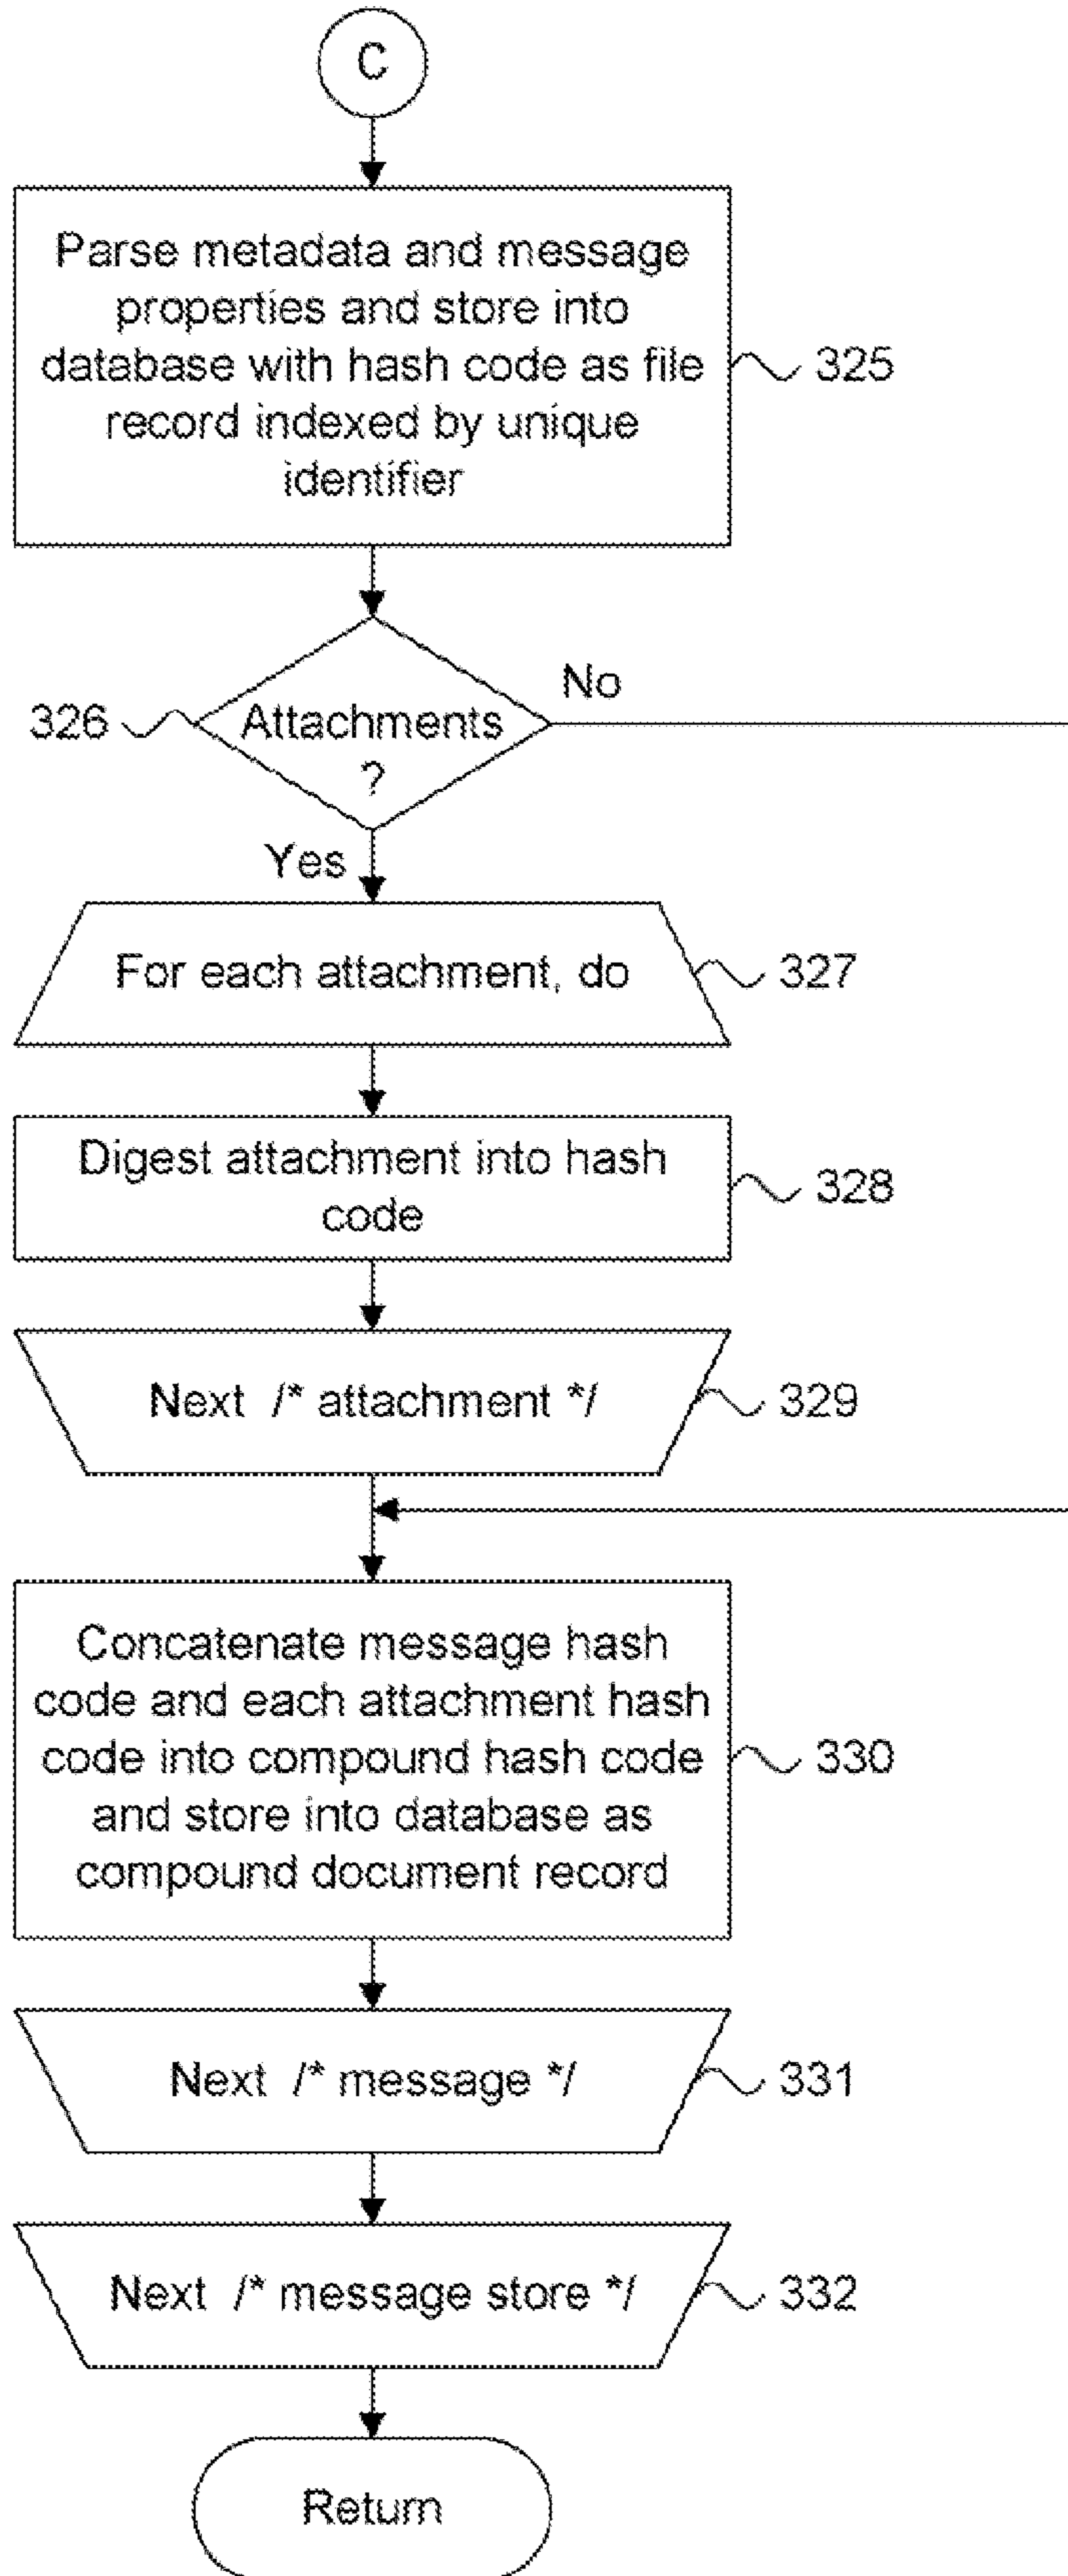 C
Parse metadata and message
properties and store into
database with hash code as file
record indexed by unique
identifier
325
No
326
Attachments
?
Yes
For each attachment, do
327
Digest attachment into hash
code
328
Next /* attachment */
329
Concatenate message hash
code and each attachment hash
code into compound hash code
and store into database as
compound document record
330
Next /* message */
331
Next /* message store */
332
Return